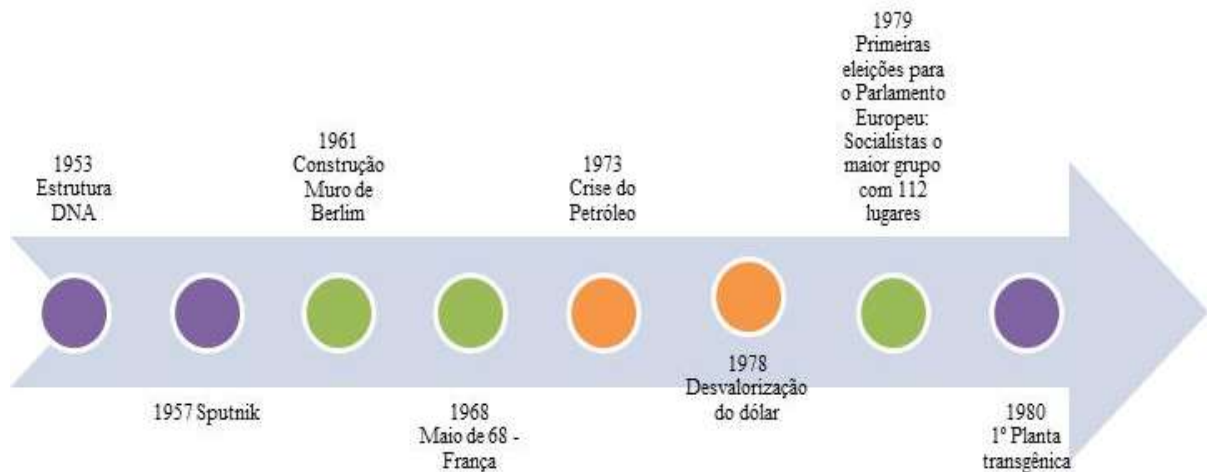 1953
Estrutura
DNA
1957 Sputnik
1961
Construção
Muro de
Berlim
1968
Maio de 68 -
França
1973
Crise do
Petróleo
1978
Desvalorização
do dólar
1979
Primeiras
eleições para
o Parlamento
Europeu:
Socialistas o
maior grupo
com 112
lugares
1980
1º Planta
transgênica